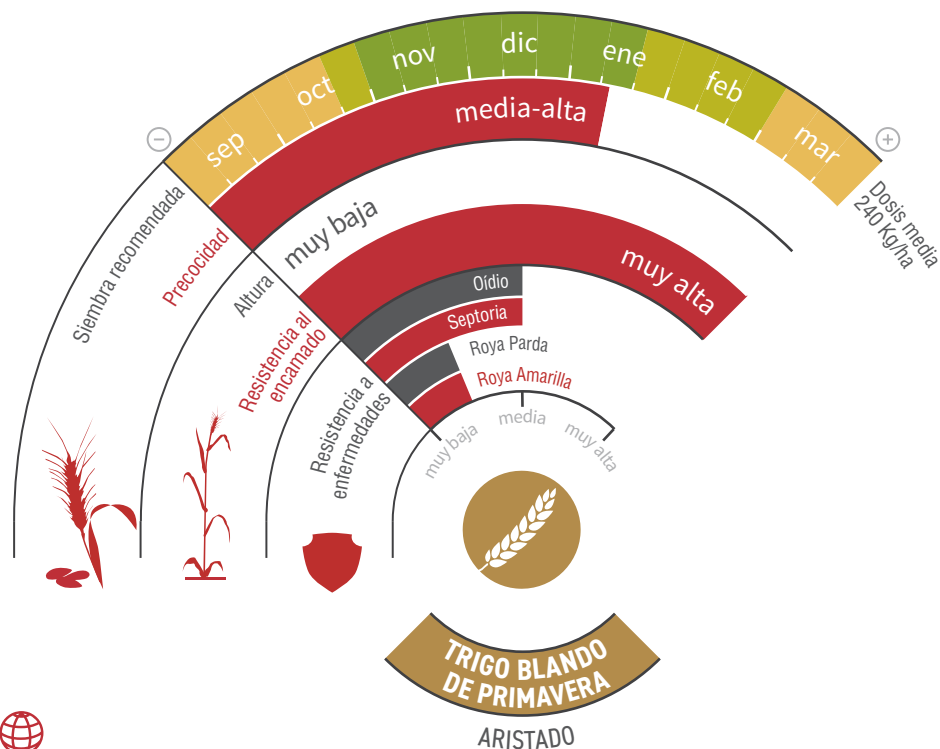 sep
oct
nov
dic
ene
feb
mar
−
+
Dosis media
240 Kg/ha
Siembra recomendada
Precocidad
media-alta
Altura
muy baja
Resistencia al
encamado
muy alta
Resistencia a
enfermedades
Oídio
Septoria
Roya Parda
Roya Amarilla
muy baja
media
muy alta
TRIGO BLANDO
DE PRIMAVERA
ARISTADO